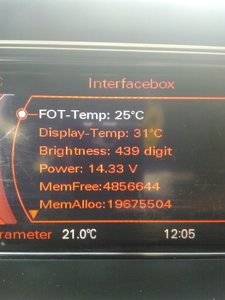 Interfacebox
FOT-Temp: 25°C
Display-Temp: 31°C
Brightness: 439 digit
Power: 14.33 V
MemFree:4856644
MemAlloc:19675504
rameter 21.0°C 12:05